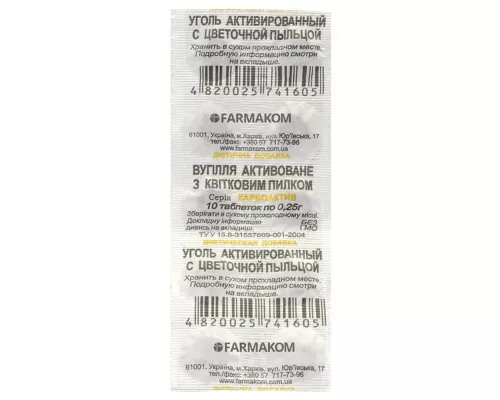 УГОЛЬ АКТИВИРОВАННЫЙ
С ЦВЕТОЧНОЙ ПЫЛЬЦОЙ
Хранить в сухом прохладном месте.
Подробную информацию смотри
на вкладыше.
4 820025 741605
FARMAKOM
61001, Україна, м.Харків, вул. Юр'ївська, 17
тел./факс: +380 57 717-73-96
www.farmakom.com.ua
ДІЄТИЧНА ДОБАВКА
ВУГІЛЛЯ АКТИВОВАНЕ
З КВІТКОВИМ ПИЛКОМ
Серія КАРБОЛАКТИВ
10 таблеток по 0,25г
Зберігати в сухому прохолодному місці.
Докладну інформацію БЕЗ
дивись на вкладиші. ГМО
ТУ У 15.8-31557669-001-2004
ДИЕТИЧЕСКАЯ ДОБАВКА
УГОЛЬ АКТИВИРОВАННЫЙ
С ЦВЕТОЧНОЙ ПЫЛЬЦОЙ
Хранить в сухом прохладном месте.
Подробную информацию смотри
на вкладыше.
4 820025 741605
FARMAKOM
61001, Україна, м.Харків, вул. Юр'ївська, 17
тел./факс: +380 57 717-73-96
www.farmakom.com.ua